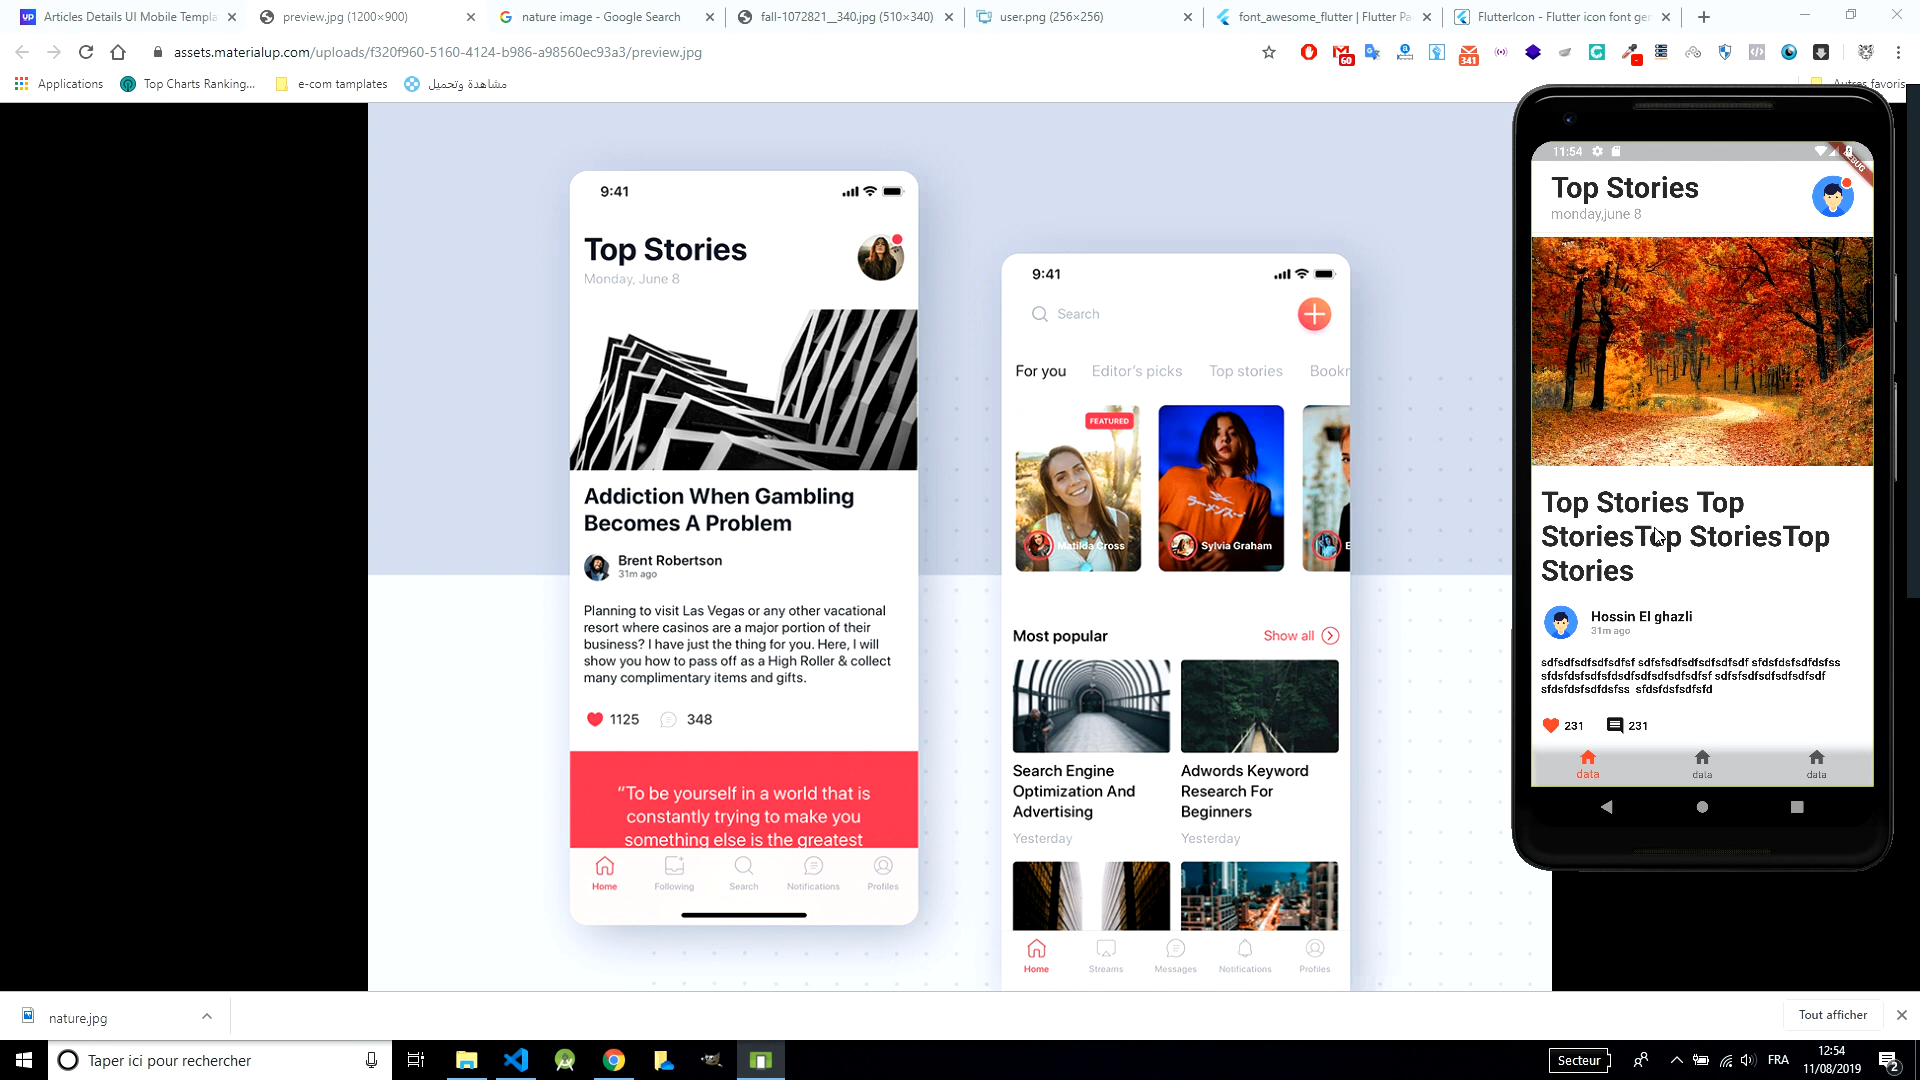 Articles Details UI Mobile Templa
preview.jpg (1200×900)
nature image - Google Search
fall-1072821__340.jpg (510×340)
user.png (256×256)
font_awesome_flutter | Flutter Pa
FlutterIcon - Flutter icon font ger
assets.materialup.com/uploads/f320f960-5160-4124-b986-a98560ec93a3/preview.jpg
60
341
Applications
Top Charts Ranking...
e-com tamplates
مشاهدة وتحميل
Autres favoris
9:41
Top Stories
Monday, June 8
Addiction When Gambling
Becomes A Problem
Brent Robertson
31m ago
Planning to visit Las Vegas or any other vacational
resort where casinos are a major portion of their
business? I have just the thing for you. Here, I will
show you how to pass off as a High Roller & collect
many complimentary items and gifts.
1125
348
“To be yourself in a world that is
constantly trying to make you
something else is the greatest
Home
Following
Search
Notifications
Profiles
9:41
Search
For you
Editor's picks
Top stories
Bookr
FEATURED
Matilda Cross
Sylvia Graham
E
Most popular
Show all
Search Engine
Optimization And
Advertising
Yesterday
Adwords Keyword
Research For
Beginners
Yesterday
Home
Streams
Messages
Notifications
Profiles
11:54
Top Stories
monday,june 8
Top Stories Top
StoriesTop StoriesTop
Stories
Hossin El ghazli
31m ago
231
231
data
data
data
nature.jpg
Tout afficher
Taper ici pour rechercher
Secteur
FRA
12:54
11/08/2019
2